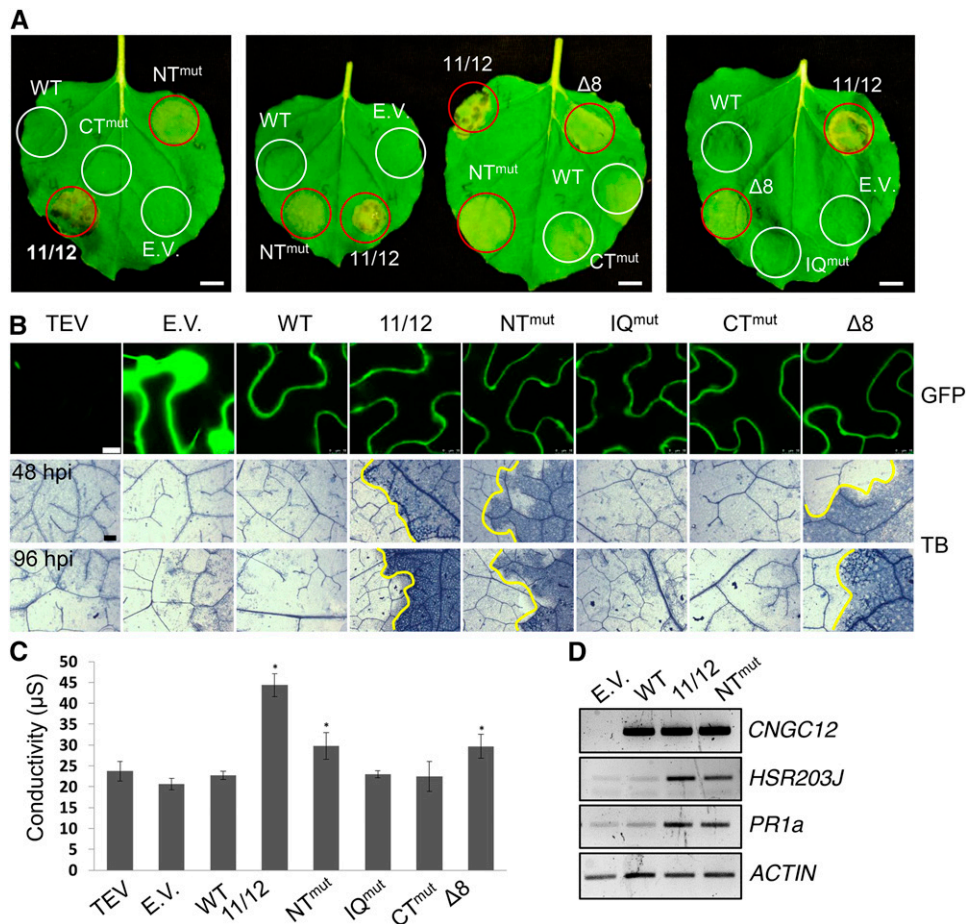 A
WT
NTmut
CTmut
11/12
E.V.
WT
E.V.
NTmut
11/12
11/12
Δ8
NTmut
WT
CTmut
WT
11/12
Δ8
E.V.
IQmut
B
TEV E.V. WT 11/12 NTmut IQmut CTmut Δ8
GFP
48 hpi
96 hpi
TB
C
Conductivity (µS)
50
45
40
35
30
25
20
15
10
5
0
* * *
TEV E.V. WT 11/12 NTmut IQmut CTmut Δ8
D
E.V. WT 11/12 NTmut
CNGC12
HSR203J
PR1a
ACTIN